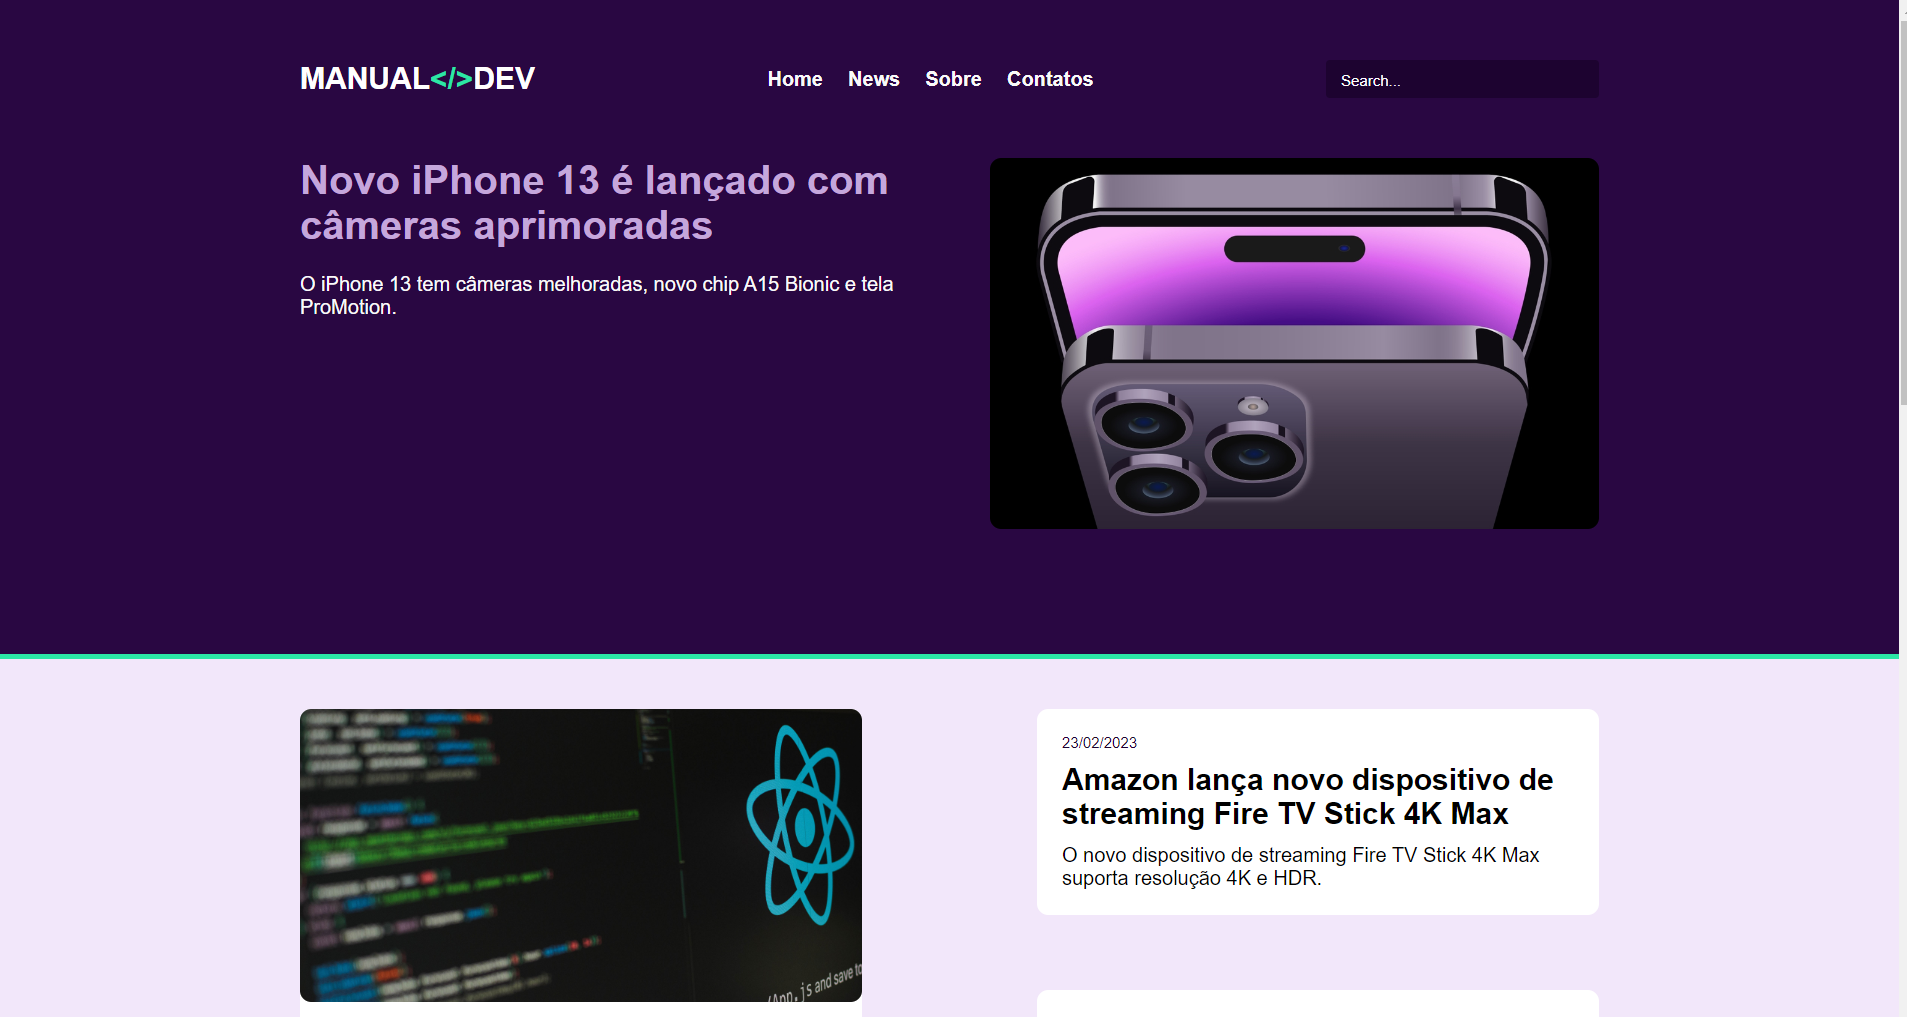 MANUAL</>DEV
Home News Sobre Contatos
Search...
Novo iPhone 13 é lançado com
câmeras aprimoradas
O iPhone 13 tem câmeras melhoradas, novo chip A15 Bionic e tela
ProMotion.
/App.js and save to
23/02/2023
Amazon lança novo dispositivo de
streaming Fire TV Stick 4K Max
O novo dispositivo de streaming Fire TV Stick 4K Max
suporta resolução 4K e HDR.